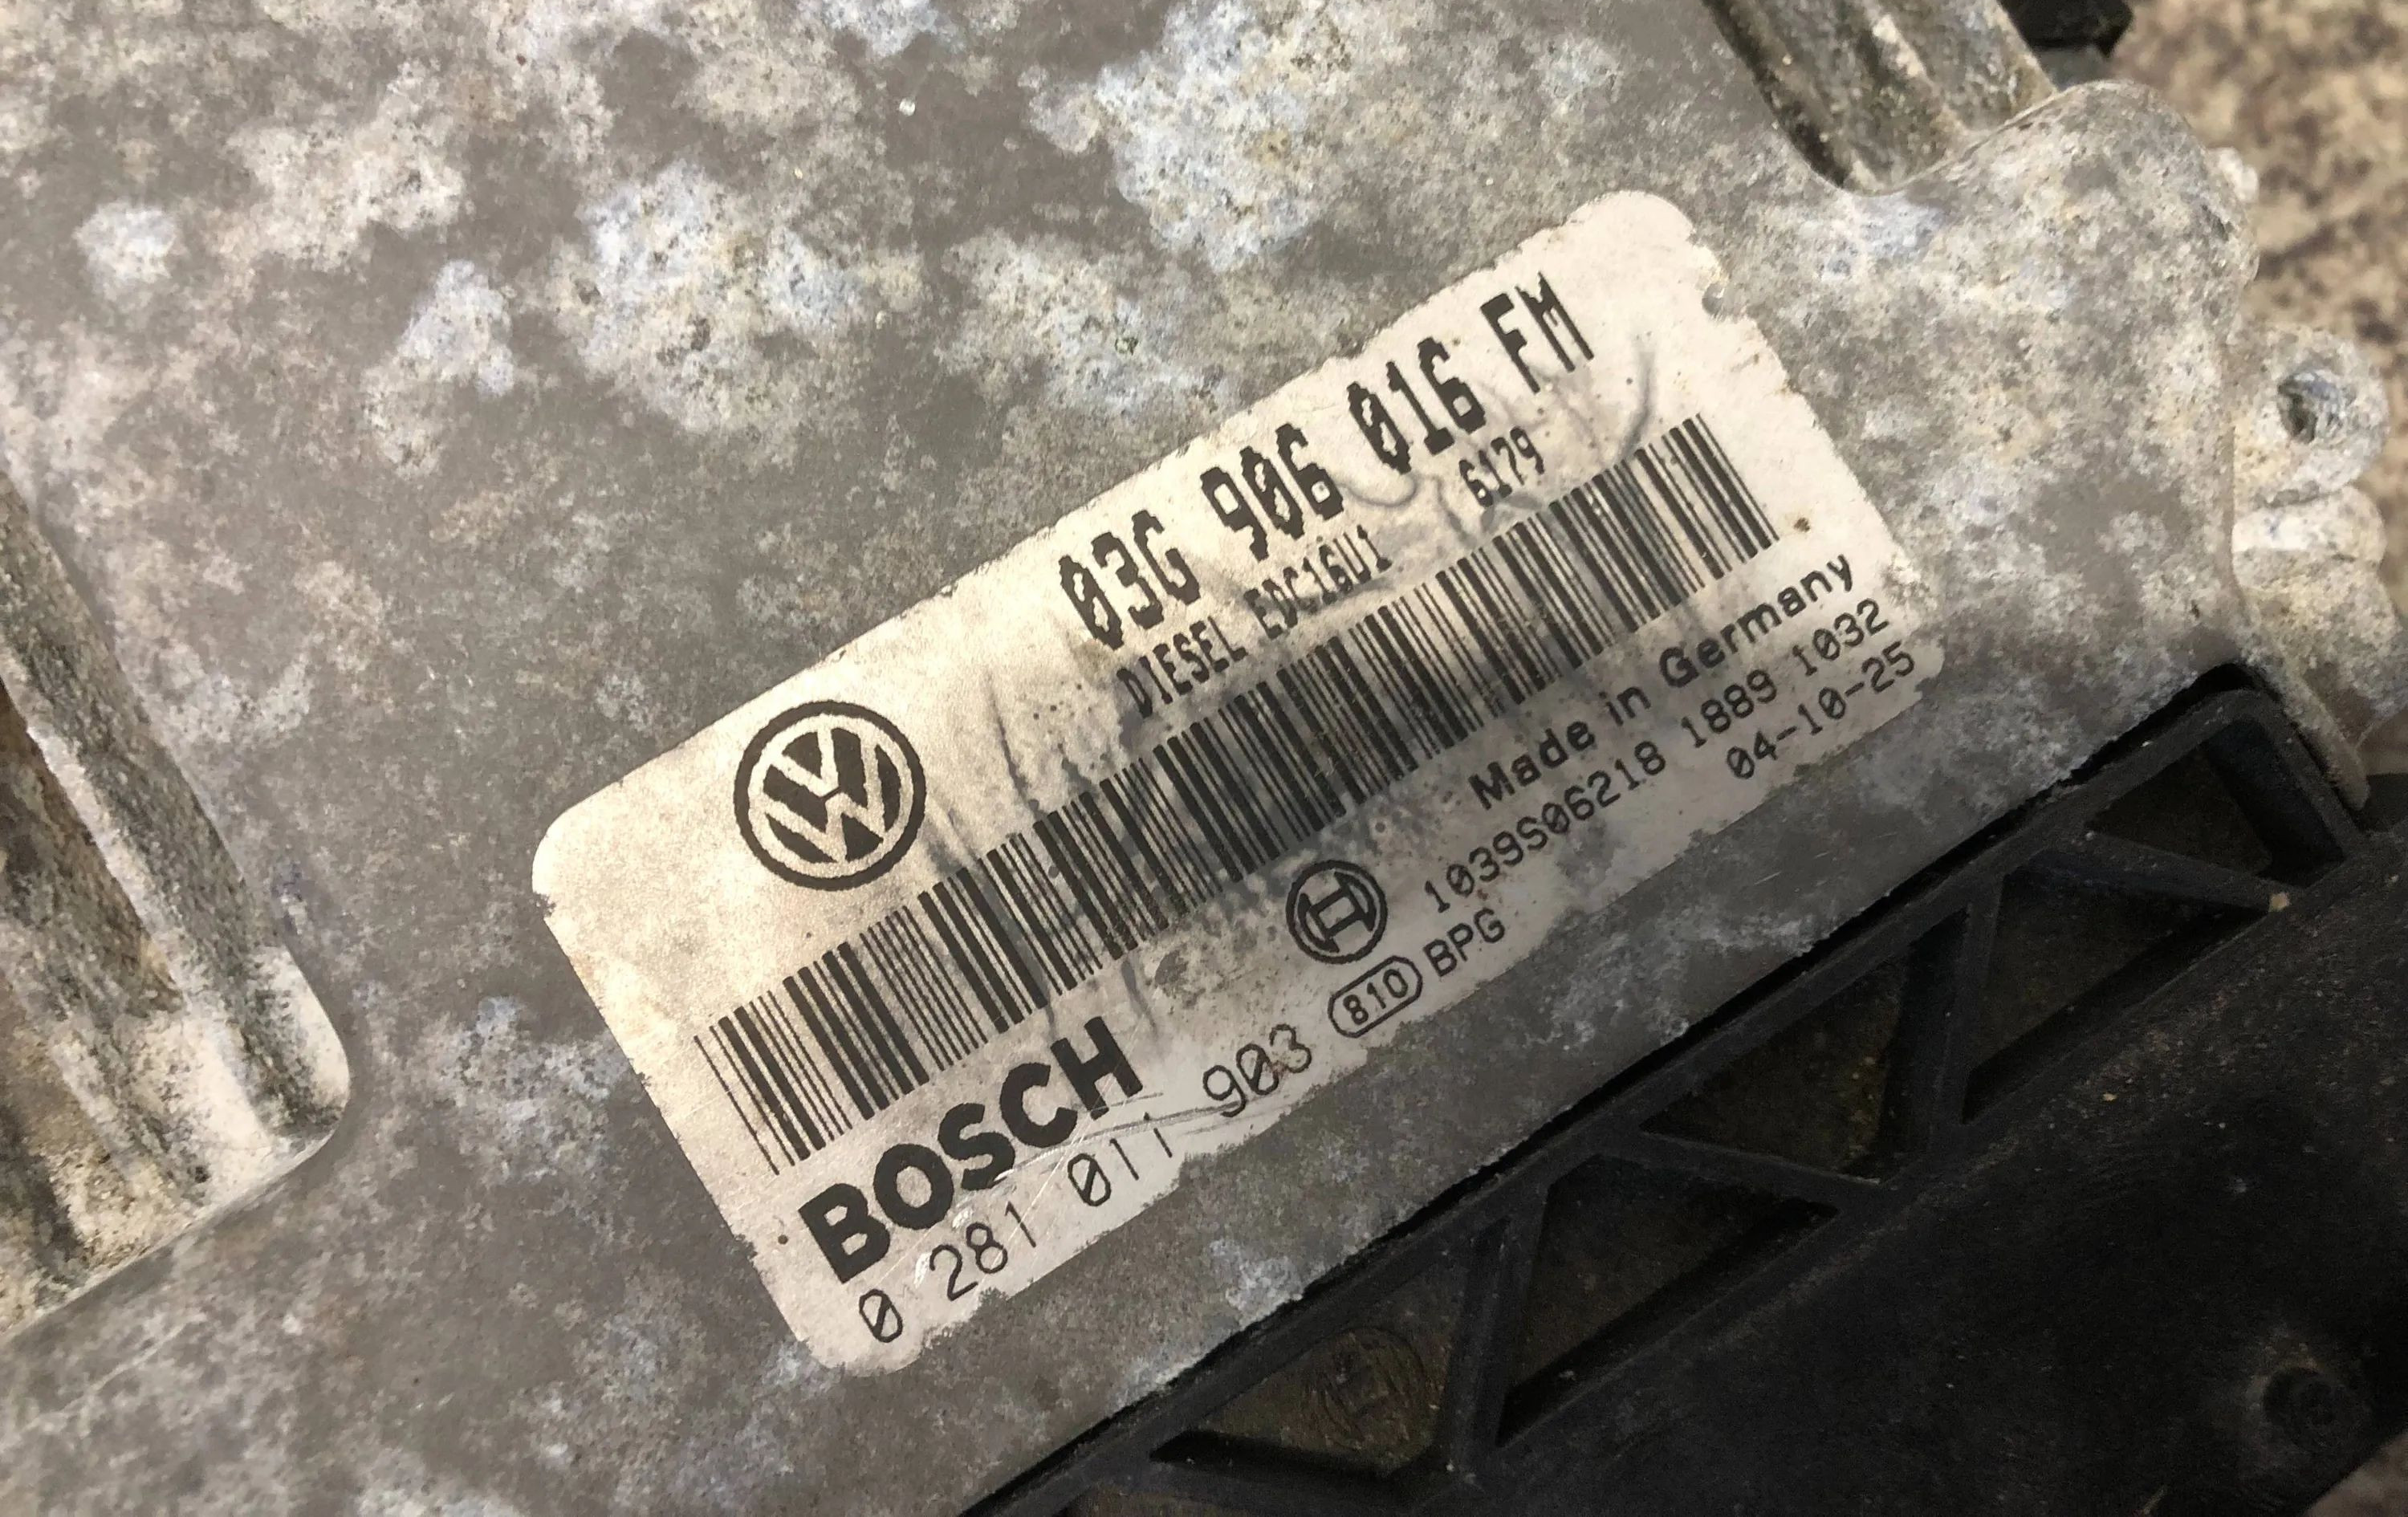 03G 906 016 FM
DIESEL EDC16U1 6179
Made in Germany
1039S06218 1889 1032
04-10-25
BOSCH
0 281 011 903 810 BPG